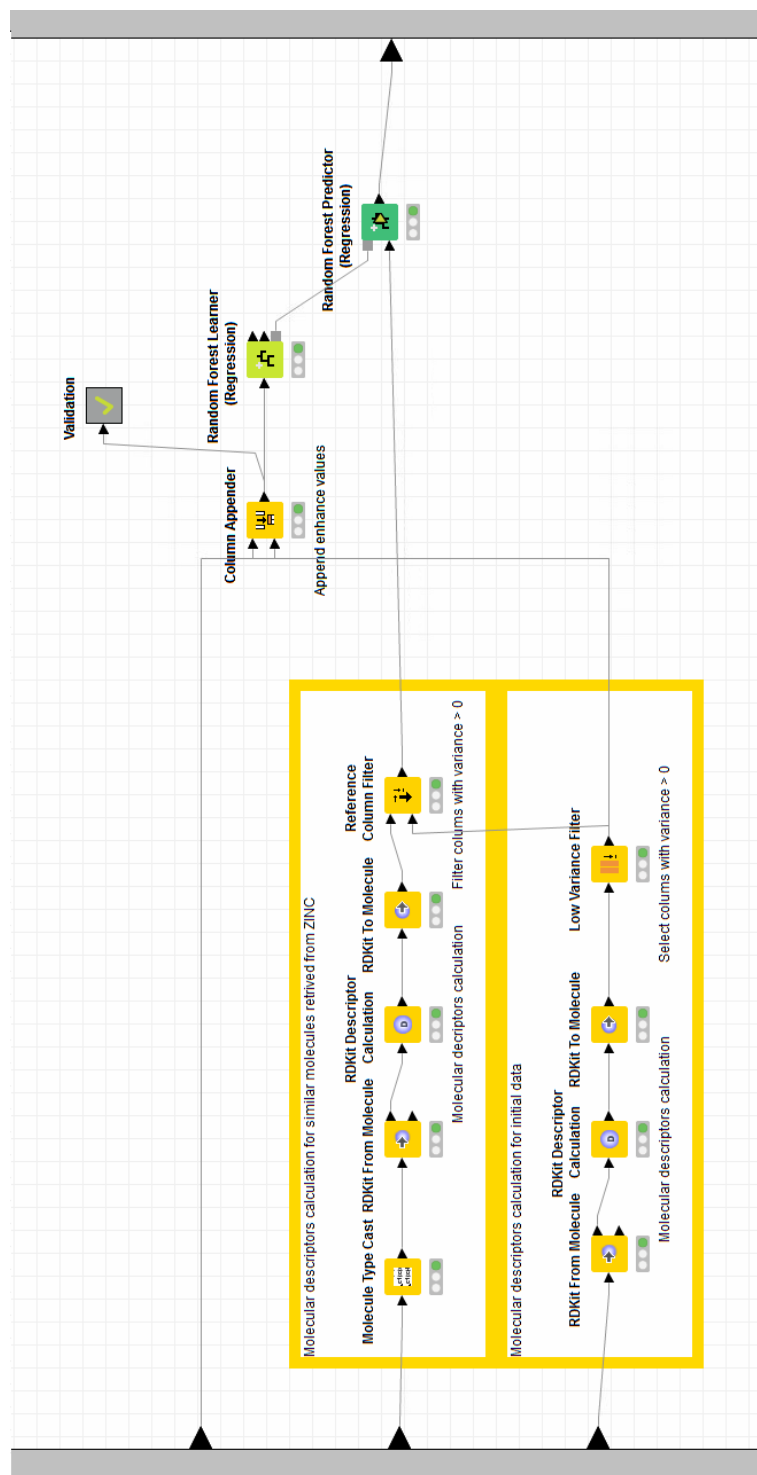 Validation
Column Appender
Append enhance values
Random Forest Learner
(Regression)
Random Forest Predictor
(Regression)
Molecular descriptors calculation for similar molecules retrived from ZINC
Molecule Type Cast
RDKit From Molecule
RDKit Descriptor
Calculation
Molecular decriptors calculation
RDKit To Molecule
Reference
Column Filter
Filter colums with variance > 0
Molecular descriptors calculation for initial data
RDKit From Molecule
RDKit Descriptor
Calculation
Molecular descriptors calculation
RDKit To Molecule
Low Variance Filter
Select colums with variance > 0